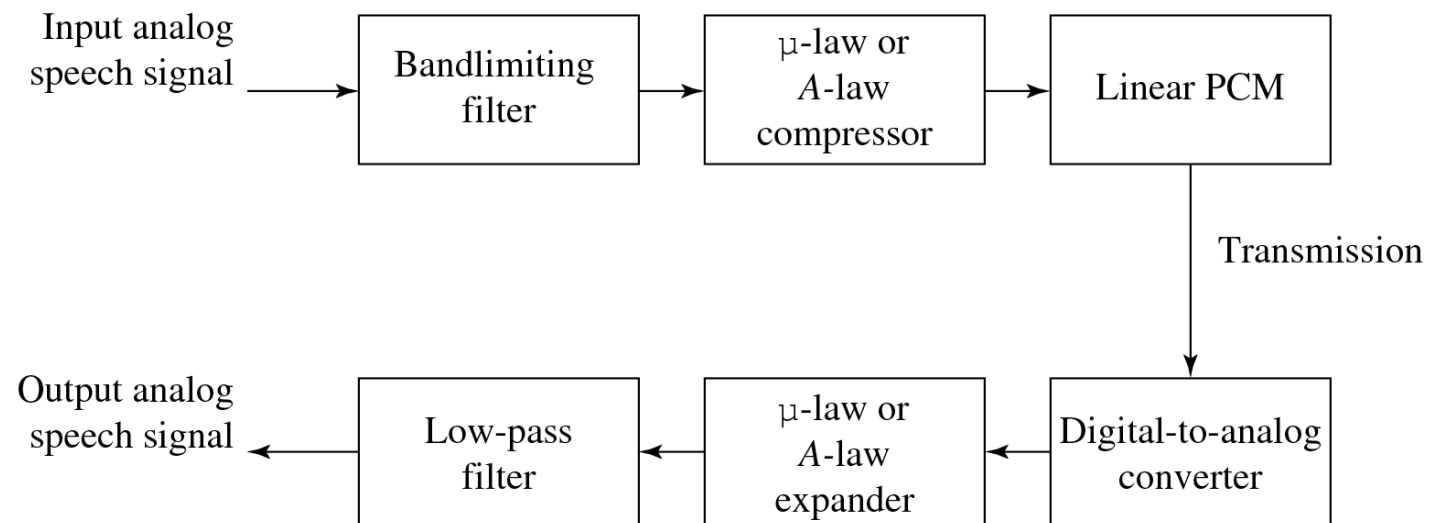 Input analog
speech signal
Bandlimiting
filter
μ-law or
A-law
compressor
Linear PCM
Transmission
Output analog
speech signal
Low-pass
filter
μ-law or
A-law
expander
Digital-to-analog
converter